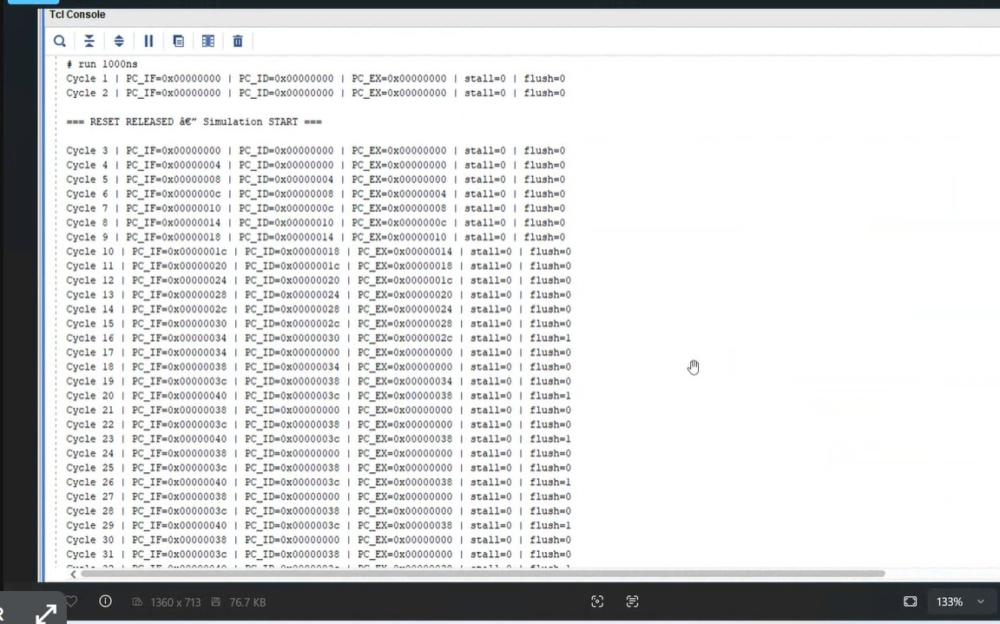 Tcl Console
# run 1000ns
Cycle 1 | PC_IF=0x00000000 | PC_ID=0x00000000 | PC_EX=0x00000000 | stall=0 | flush=0
Cycle 2 | PC_IF=0x00000000 | PC_ID=0x00000000 | PC_EX=0x00000000 | stall=0 | flush=0
=== RESET RELEASED â€” Simulation START ===
Cycle 3 | PC_IF=0x00000000 | PC_ID=0x00000000 | PC_EX=0x00000000 | stall=0 | flush=0
Cycle 4 | PC_IF=0x00000004 | PC_ID=0x00000000 | PC_EX=0x00000000 | stall=0 | flush=0
Cycle 5 | PC_IF=0x00000008 | PC_ID=0x00000004 | PC_EX=0x00000000 | stall=0 | flush=0
Cycle 6 | PC_IF=0x0000000c | PC_ID=0x00000008 | PC_EX=0x00000004 | stall=0 | flush=0
Cycle 7 | PC_IF=0x00000010 | PC_ID=0x0000000c | PC_EX=0x00000008 | stall=0 | flush=0
Cycle 8 | PC_IF=0x00000014 | PC_ID=0x00000010 | PC_EX=0x0000000c | stall=0 | flush=0
Cycle 9 | PC_IF=0x00000018 | PC_ID=0x00000014 | PC_EX=0x00000010 | stall=0 | flush=0
Cycle 10 | PC_IF=0x0000001c | PC_ID=0x00000018 | PC_EX=0x00000014 | stall=0 | flush=0
Cycle 11 | PC_IF=0x00000020 | PC_ID=0x0000001c | PC_EX=0x00000018 | stall=0 | flush=0
Cycle 12 | PC_IF=0x00000024 | PC_ID=0x00000020 | PC_EX=0x0000001c | stall=0 | flush=0
Cycle 13 | PC_IF=0x00000028 | PC_ID=0x00000024 | PC_EX=0x00000020 | stall=0 | flush=0
Cycle 14 | PC_IF=0x0000002c | PC_ID=0x00000028 | PC_EX=0x00000024 | stall=0 | flush=0
Cycle 15 | PC_IF=0x00000030 | PC_ID=0x0000002c | PC_EX=0x00000028 | stall=0 | flush=0
Cycle 16 | PC_IF=0x00000034 | PC_ID=0x00000030 | PC_EX=0x0000002c | stall=0 | flush=1
Cycle 17 | PC_IF=0x00000034 | PC_ID=0x00000000 | PC_EX=0x00000000 | stall=0 | flush=0
Cycle 18 | PC_IF=0x00000038 | PC_ID=0x00000034 | PC_EX=0x00000000 | stall=0 | flush=0
Cycle 19 | PC_IF=0x0000003c | PC_ID=0x00000038 | PC_EX=0x00000034 | stall=0 | flush=0
Cycle 20 | PC_IF=0x00000040 | PC_ID=0x0000003c | PC_EX=0x00000038 | stall=0 | flush=1
Cycle 21 | PC_IF=0x00000038 | PC_ID=0x00000000 | PC_EX=0x00000000 | stall=0 | flush=0
Cycle 22 | PC_IF=0x0000003c | PC_ID=0x00000038 | PC_EX=0x00000000 | stall=0 | flush=0
Cycle 23 | PC_IF=0x00000040 | PC_ID=0x0000003c | PC_EX=0x00000038 | stall=0 | flush=1
Cycle 24 | PC_IF=0x00000038 | PC_ID=0x00000000 | PC_EX=0x00000000 | stall=0 | flush=0
Cycle 25 | PC_IF=0x0000003c | PC_ID=0x00000038 | PC_EX=0x00000000 | stall=0 | flush=0
Cycle 26 | PC_IF=0x00000040 | PC_ID=0x0000003c | PC_EX=0x00000038 | stall=0 | flush=1
Cycle 27 | PC_IF=0x00000038 | PC_ID=0x00000000 | PC_EX=0x00000000 | stall=0 | flush=0
Cycle 28 | PC_IF=0x0000003c | PC_ID=0x00000038 | PC_EX=0x00000000 | stall=0 | flush=0
Cycle 29 | PC_IF=0x00000040 | PC_ID=0x0000003c | PC_EX=0x00000038 | stall=0 | flush=1
Cycle 30 | PC_IF=0x00000038 | PC_ID=0x00000000 | PC_EX=0x00000000 | stall=0 | flush=0
Cycle 31 | PC_IF=0x0000003c | PC_ID=0x00000038 | PC_EX=0x00000000 | stall=0 | flush=0
1360 x 713 76.7 KB 133%